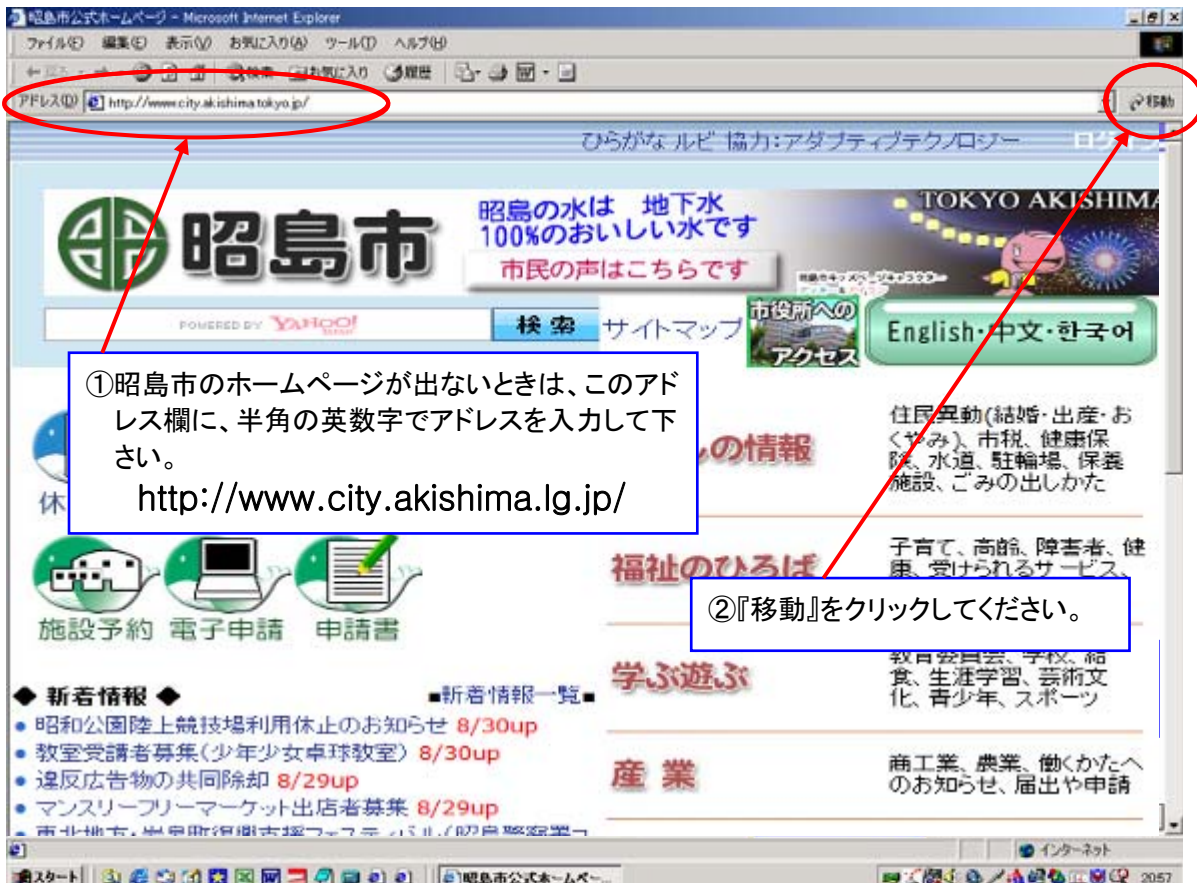 昭島市公式ホームページ - Microsoft Internet Explorer
ファイル(F) 編集(E) 表示(V) お気に入り(A) ツール(T) ヘルプ(H)
検索 お気に入り 履歴
アドレス(D) http://www.city.akishima.tokyo.jp/ 移動
ひらがな ルビ 協力:アダプティブテクノロジー
昭島市
昭島の水は 地下水
100%のおいしい水です
市民の声はこちらです
TOKYO AKISHIMA
POWERED BY YAHOO!
検索
サイトマップ
市役所への
アクセス
English・中文・한국어
①昭島市のホームページが出ないときは、このアド
レス欄に、半角の英数字でアドレスを入力して下
さい。
http://www.city.akishima.lg.jp/
休
の情報
住民異動(結婚・出産・お
くやみ)、市税、健康保
険、水道、駐輪場、保養
施設、ごみの出しかた
施設予約 電子申請 申請書
福祉のひろば
子育て、高齢、障害者、健
康、受けられるサービス、
②『移動』をクリックしてください。
学ぶ遊ぶ
教育委員会、学校、給
食、生涯学習、芸術文
化、青少年、スポーツ
◆ 新着情報 ◆ ■新着情報一覧■
● 昭和公園陸上競技場利用休止のお知らせ 8/30up
● 教室受講者募集(少年少女卓球教室) 8/30up
● 違反広告物の共同除却 8/29up
● マンスリーフリーマーケット出店者募集 8/29up
産 業
商工業、農業、働くかたへ
のお知らせ、届出や申請
インターネット
スタート 昭島市公式ホームペー... 20:57